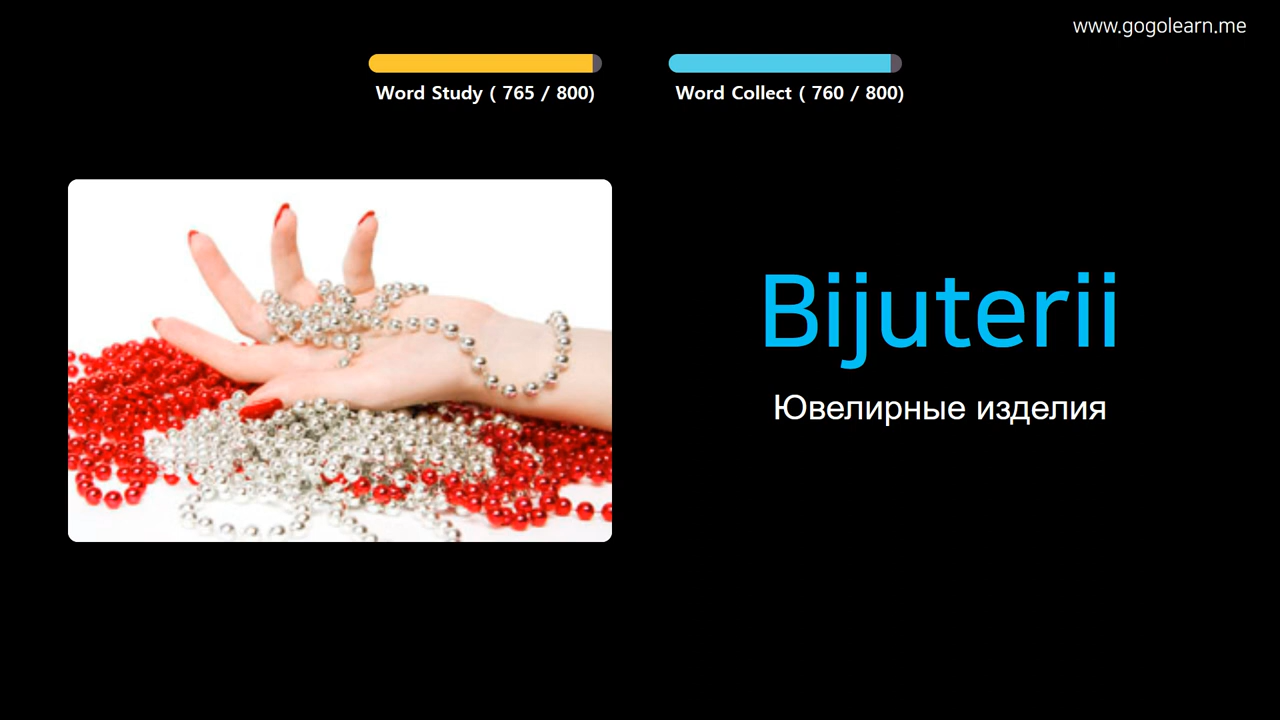 www.gogolearn.me
Word Study ( 765 / 800)
Word Collect ( 760 / 800)
Bijuterii
Ювелирные изделия